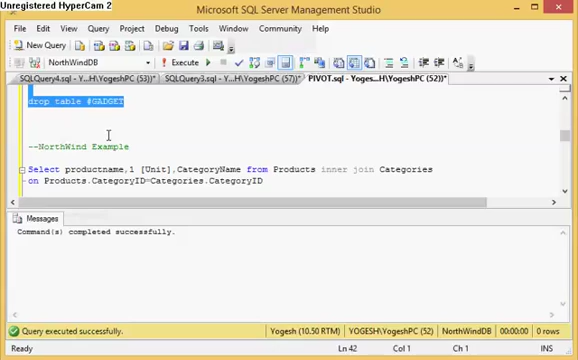 Unregistered HyperCam 2
Microsoft SQL Server Management Studio
File Edit View Query Project Debug Tools Window Community Help
New Query
NorthWindDB Execute
SQLQuery4.sql - Y...H\YogeshPC (53))* SQLQuery3.sql - Y...H\YogeshPC (57))* PIVOT.sql - Yoges...H\YogeshPC (52))*
drop table #GADGET
--NorthWind Example
Select productname,1 [Unit],CategoryName from Products inner join Categories
on Products.CategoryID=Categories.CategoryID
Messages
Command(s) completed successfully.
Query executed successfully. Yogesh (10.50 RTM) YOGESH\YogeshPC (52) NorthWindDB 00:00:00 0 rows
Ready Ln 42 Col 1 Ch 1 INS